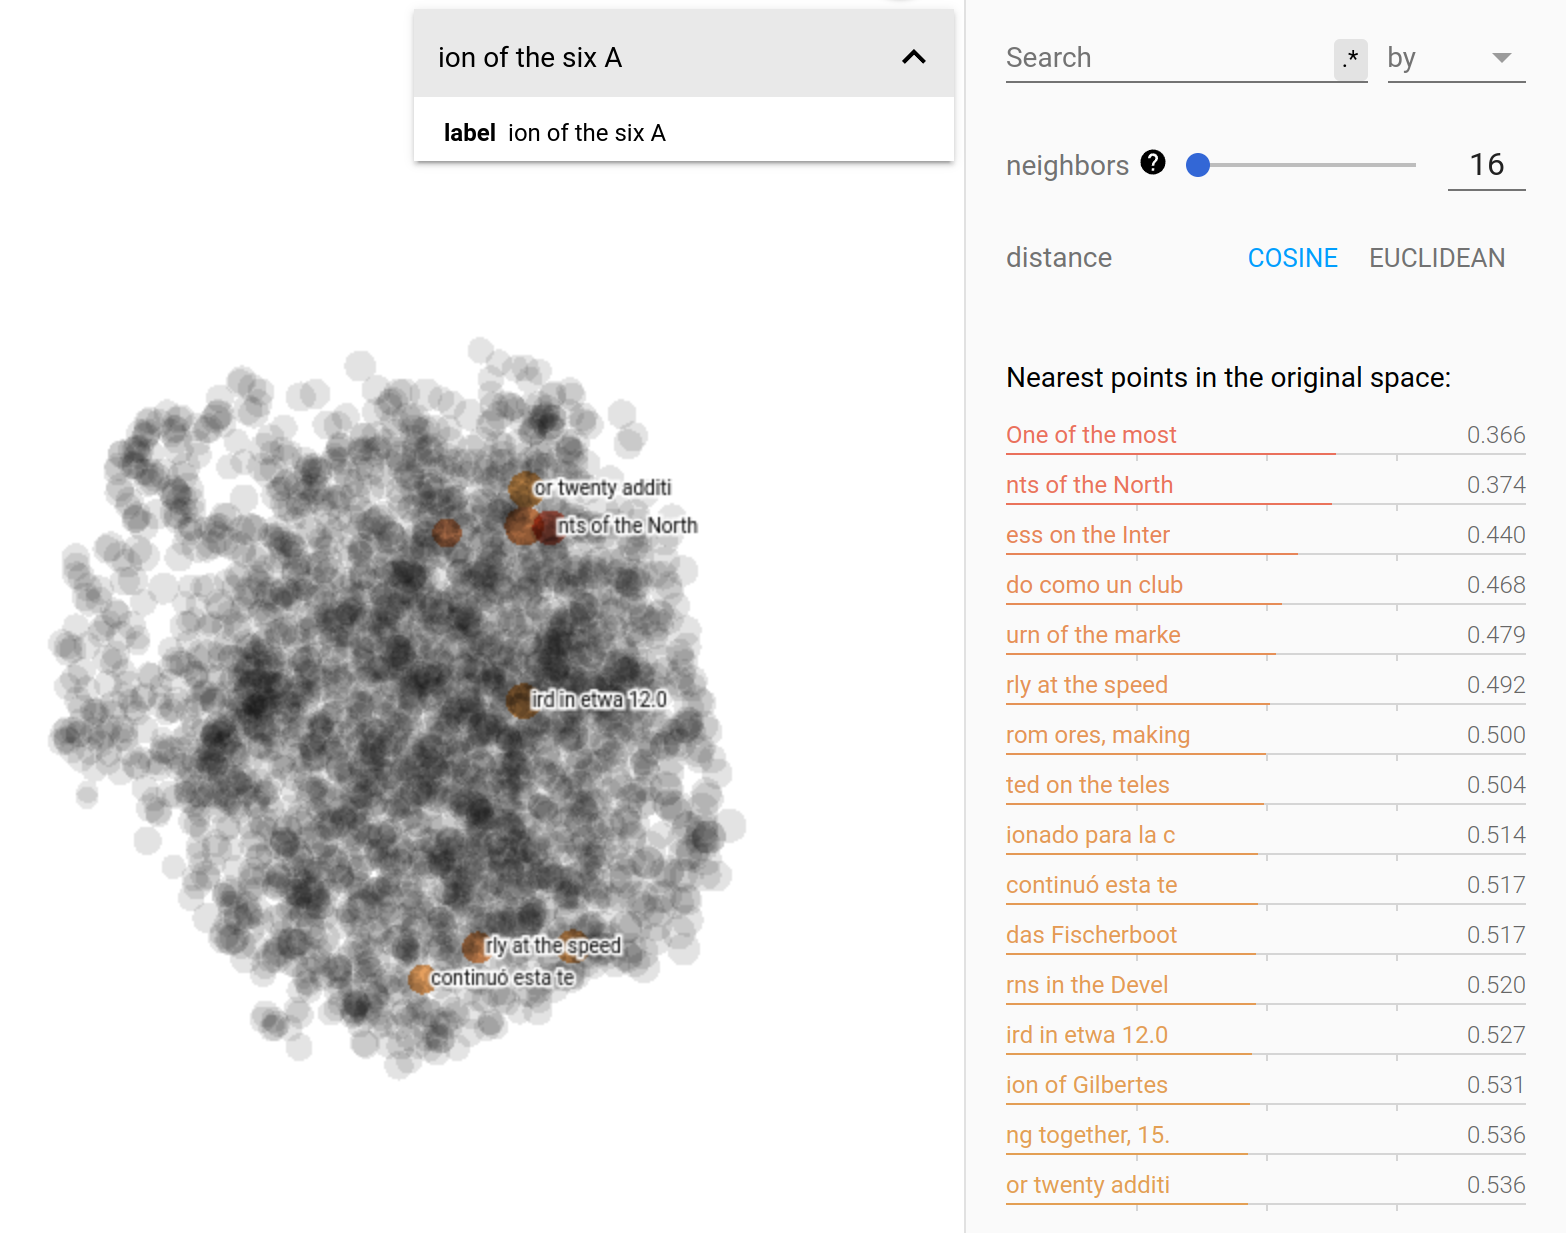 ion of the six A
label ion of the six A
or twenty additi
nts of the North
ird in etwa 12.0
rly at the speed
continuó esta te
Search .* by
neighbors ? 16
distance COSINE EUCLIDEAN
Nearest points in the original space:
One of the most 0.366
nts of the North 0.374
ess on the Inter 0.440
do como un club 0.468
urn of the marke 0.479
rly at the speed 0.492
rom ores, making 0.500
ted on the teles 0.504
ionado para la c 0.514
continuó esta te 0.517
das Fischerboot 0.517
rns in the Devel 0.520
ird in etwa 12.0 0.527
ion of Gilbertes 0.531
ng together, 15. 0.536
or twenty additi 0.536